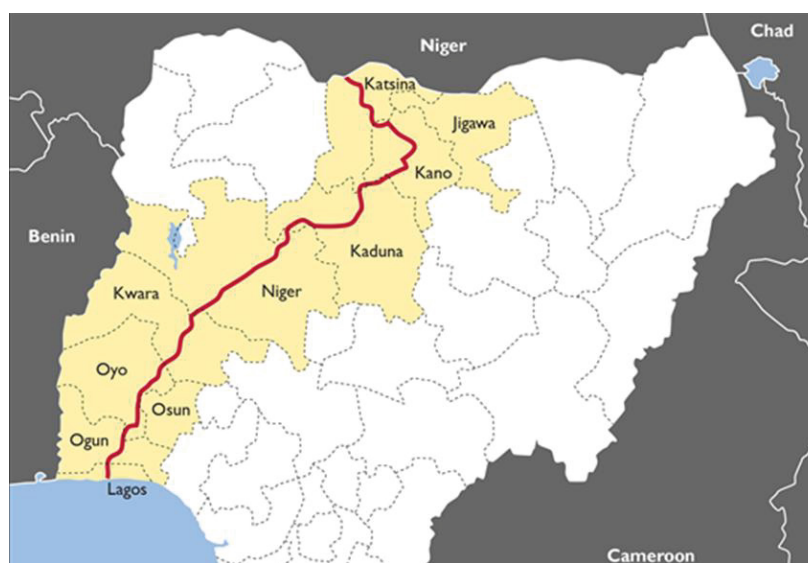 Chad
Niger
Katsina
Jigawa
Kano
Benin
Kaduna
Kwara
Niger
Oyo
Osun
Ogun
Lagos
Cameroon